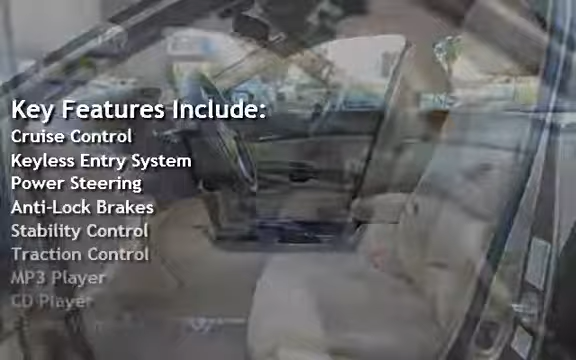 Key Features Include:
Cruise Control
Keyless Entry System
Power Steering
Anti-Lock Brakes
Stability Control
Traction Control
MP3 Player
CD Player